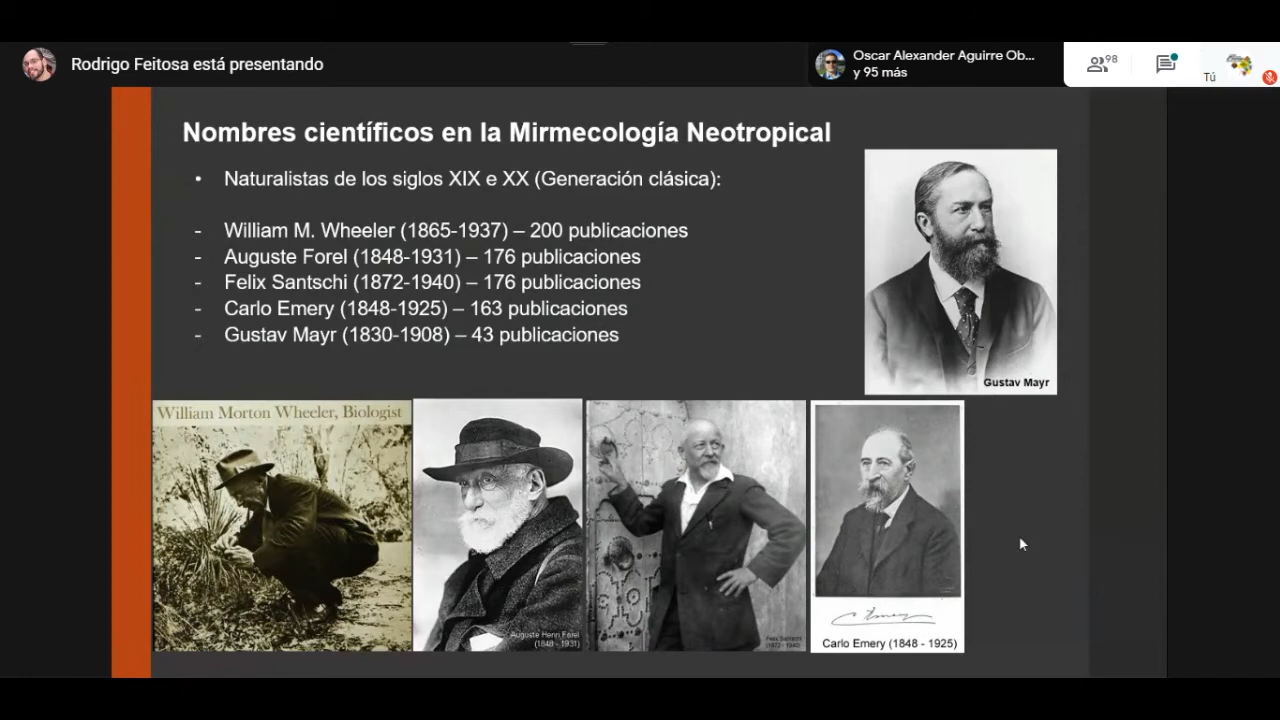 Rodrigo Feitosa está presentando
Oscar Alexander Aguirre Ob...
y 95 más
98
Tú
Nombres científicos en la Mirmecología Neotropical
• Naturalistas de los siglos XIX e XX (Generación clásica):
- William M. Wheeler (1865-1937) – 200 publicaciones
- Auguste Forel (1848-1931) – 176 publicaciones
- Felix Santschi (1872-1940) – 176 publicaciones
- Carlo Emery (1848-1925) – 163 publicaciones
- Gustav Mayr (1830-1908) – 43 publicaciones
Gustav Mayr
William Morton Wheeler, Biologist
Auguste Henri Forel
(1848 - 1931)
Felix Santschi
(1872 - 1940)
C. Emery
Carlo Emery (1848 - 1925)